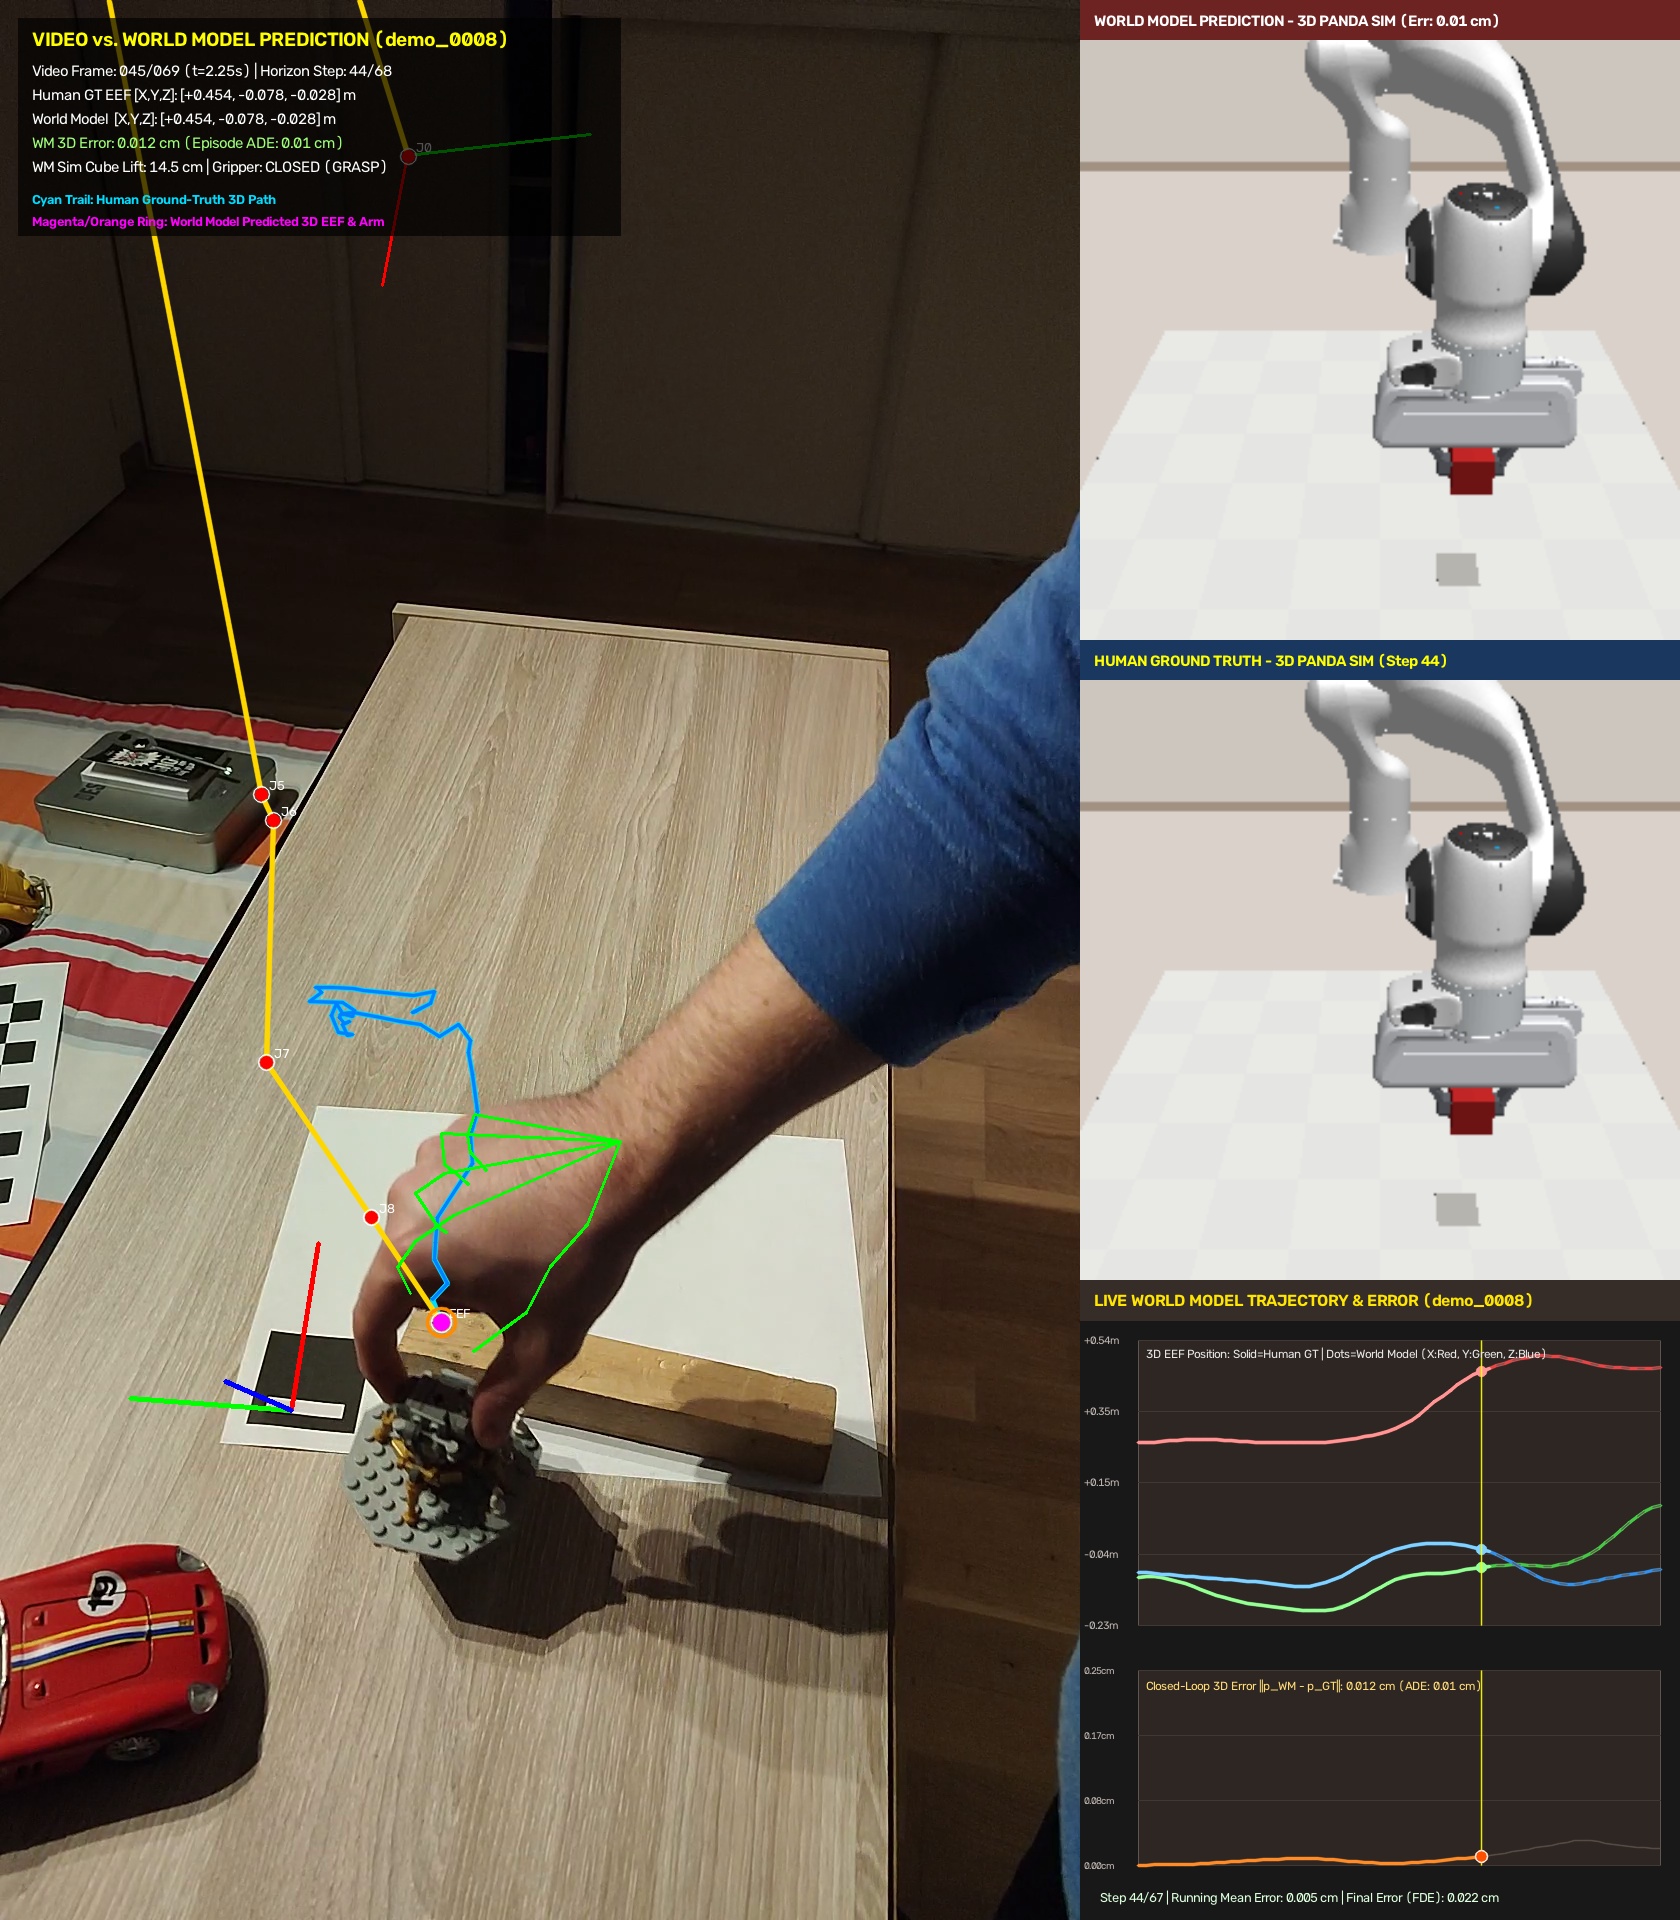 VIDEO vs. WORLD MODEL PREDICTION (demo_0008)
Video Frame: 045/069 (t=2.25s) | Horizon Step: 44/68
Human GT EEF [X,Y,Z]: [+0.454, -0.078, -0.028] m
World Model [X,Y,Z]: [+0.454, -0.078, -0.028] m
WM 3D Error: 0.012 cm (Episode ADE: 0.01 cm)
WM Sim Cube Lift: 14.5 cm | Gripper: CLOSED (GRASP)
Cyan Trail: Human Ground-Truth 3D Path
Magenta/Orange Ring: World Model Predicted 3D EEF & Arm
J0
J5
J6
J7
J8
EEF
WORLD MODEL PREDICTION - 3D PANDA SIM (Err: 0.01 cm)
HUMAN GROUND TRUTH - 3D PANDA SIM (Step 44)
LIVE WORLD MODEL TRAJECTORY & ERROR (demo_0008)
+0.54m
3D EEF Position: Solid=Human GT | Dots=World Model (X:Red, Y:Green, Z:Blue)
+0.35m
+0.15m
-0.04m
-0.23m
0.25cm
Closed-Loop 3D Error ||p_WM - p_GT||: 0.012 cm (ADE: 0.01 cm)
0.17cm
0.08cm
0.00cm
Step 44/67 | Running Mean Error: 0.005 cm | Final Error (FDE): 0.022 cm